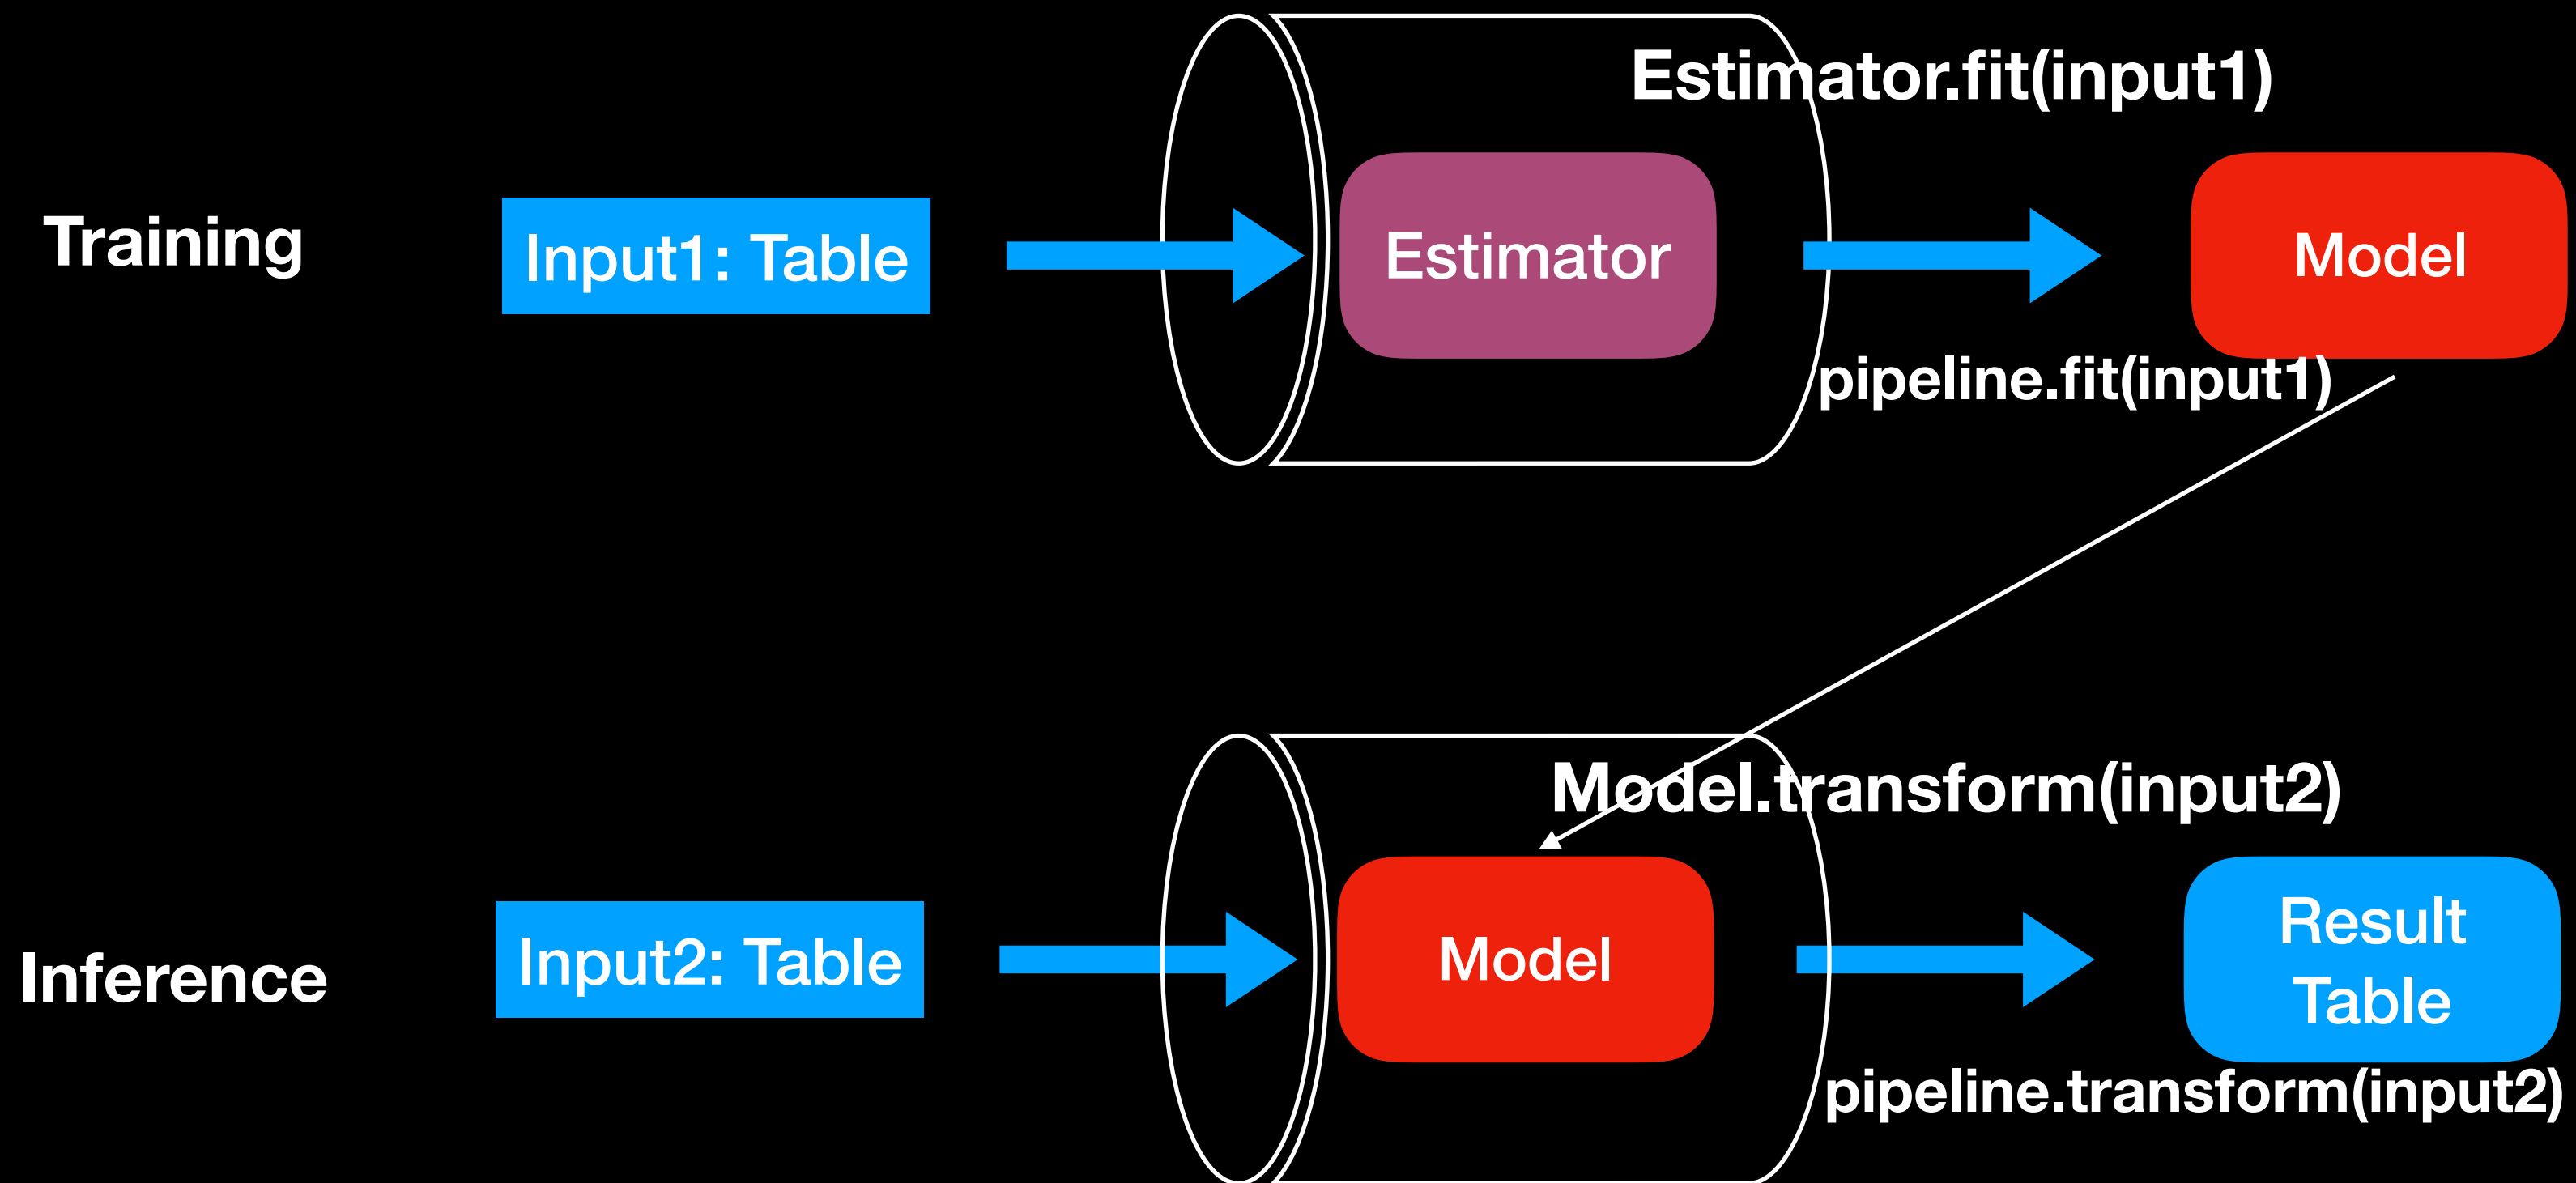 Estimator.fit(input1)
Training
Input1: Table
Estimator
Model
pipeline.fit(input1)
Model.transform(input2)
Inference
Input2: Table
Model
Result
Table
pipeline.transform(input2)